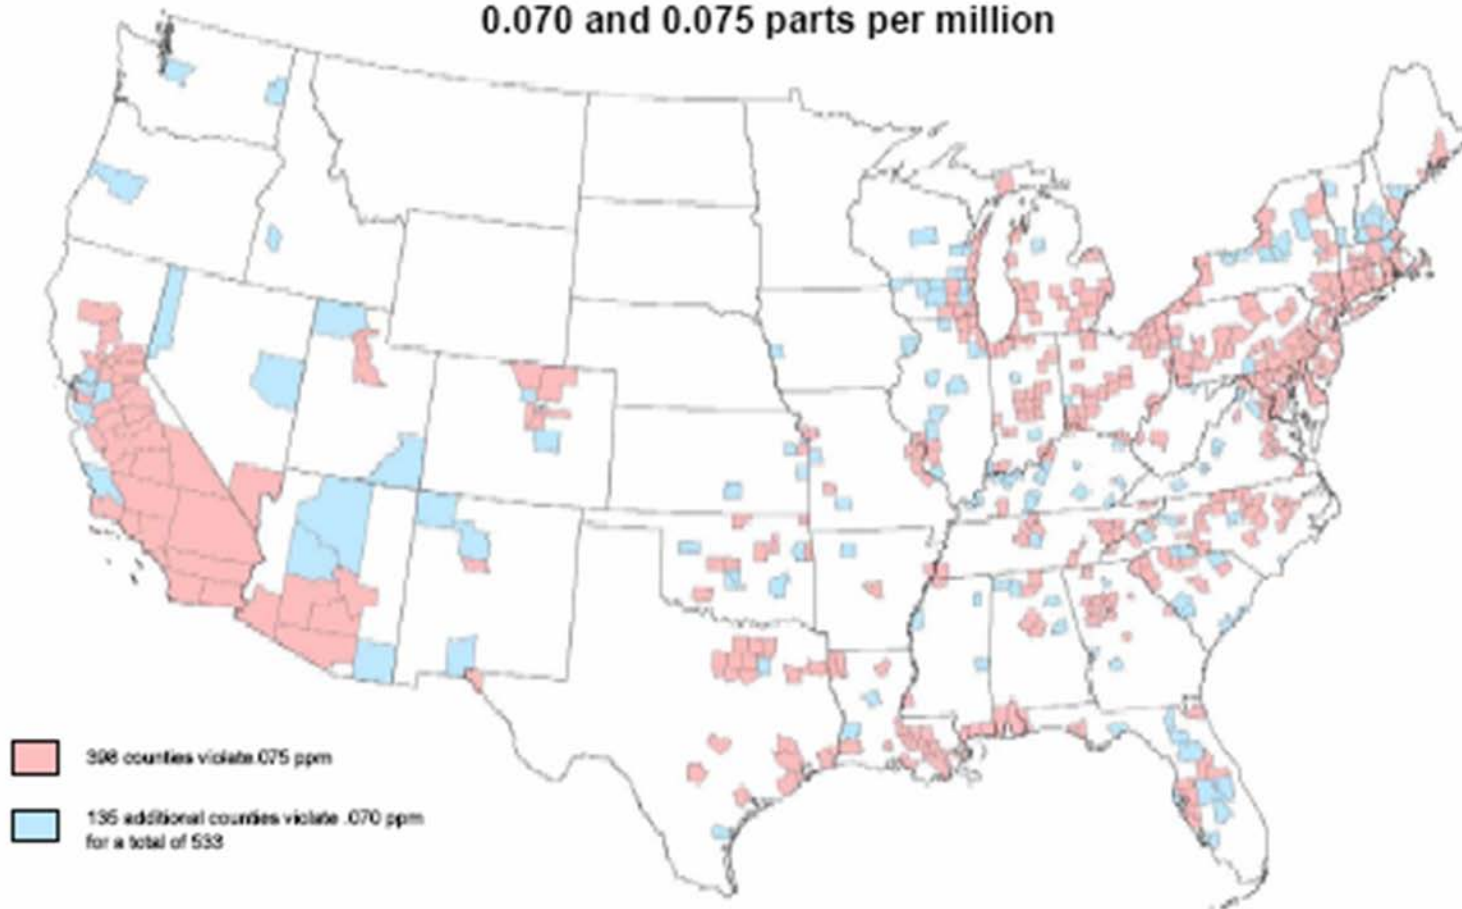 0.070 and 0.075 parts per million
398 counties violate .075 ppm
135 additional counties violate .070 ppm
for a total of 533